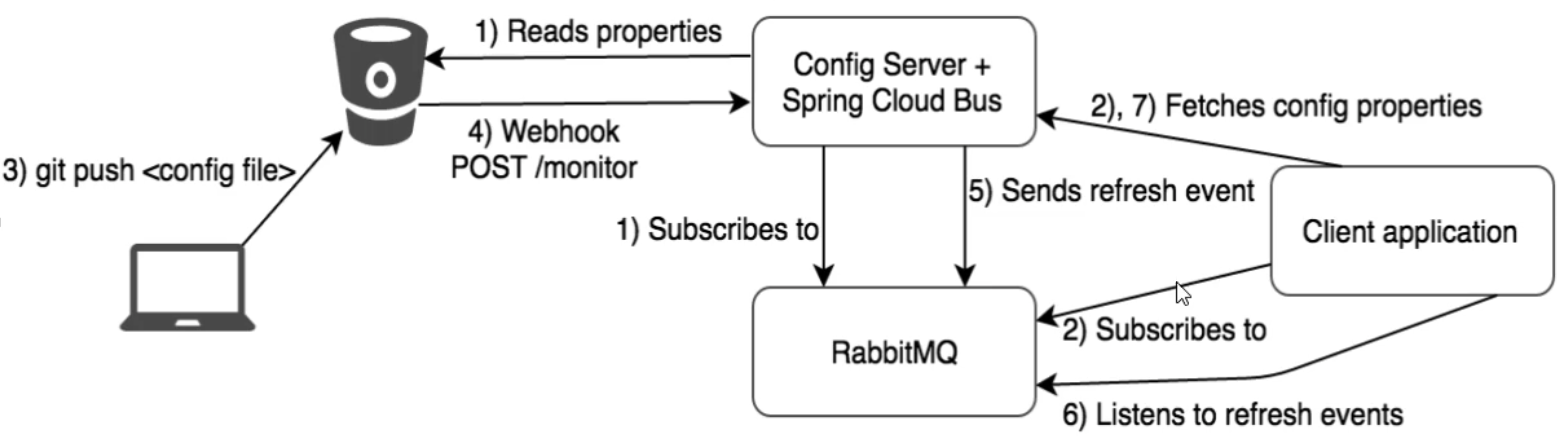 1) Reads properties
Config Server +
Spring Cloud Bus
2), 7) Fetches config properties
4) Webhook
POST /monitor
3) git push <config file>
5) Sends refresh event
1) Subscribes to
Client application
2) Subscribes to
RabbitMQ
6) Listens to refresh events